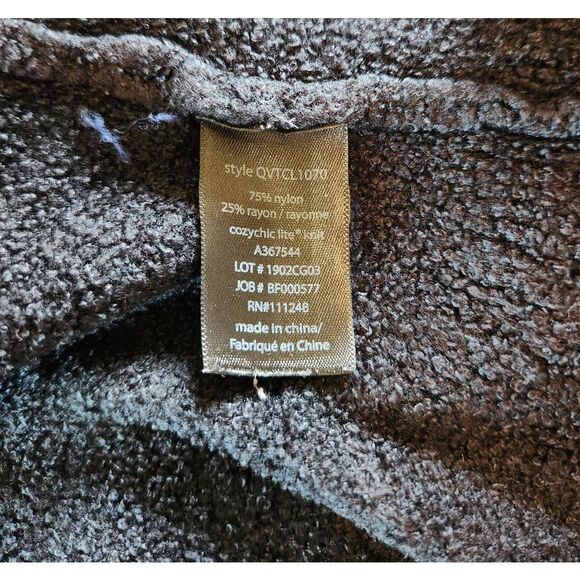 style QVTCL1070
75% nylon
25% rayon / rayonne
cozychic lite® knit
A367544
LOT # 1902CG03
JOB # BF000577
RN#111248
made in china/
Fabriqué en Chine